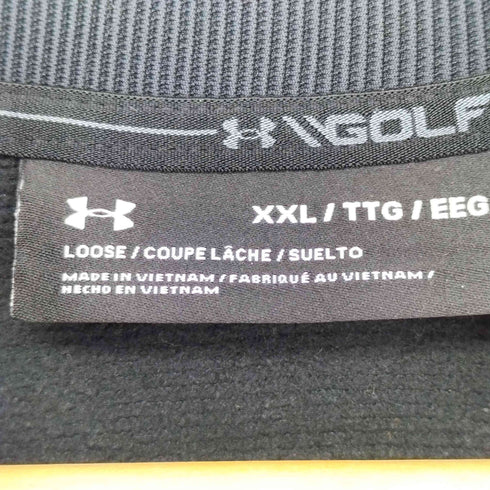 \\GOLF
XXL / TTG / EEG
LOOSE / COUPE LÂCHE / SUELTO
MADE IN VIETNAM / FABRIQUÉ AU VIETNAM /
HECHO EN VIETNAM